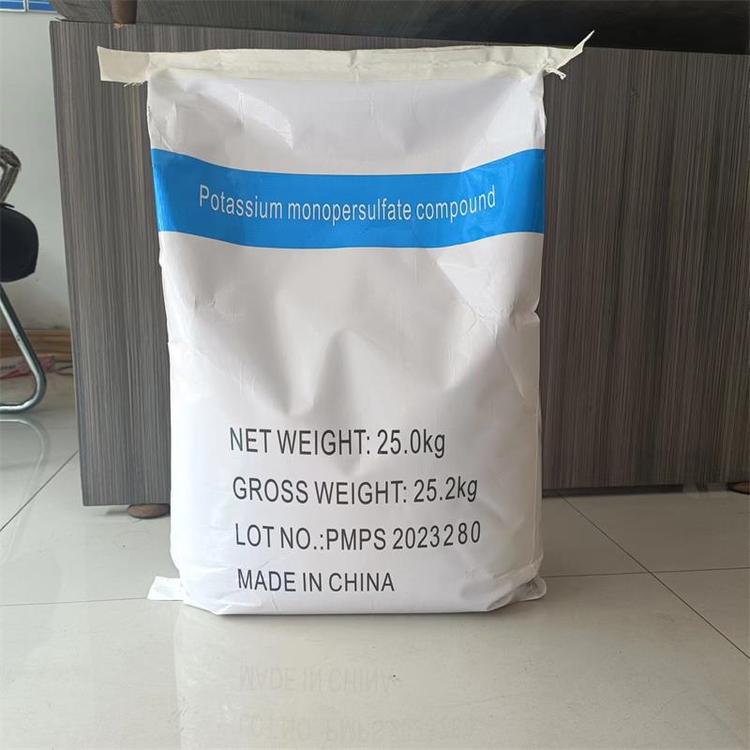 Potassium monopersulfate compound
NET WEIGHT: 25.0kg
GROSS WEIGHT: 25.2kg
LOT NO.:PMPS 2023280
MADE IN CHINA